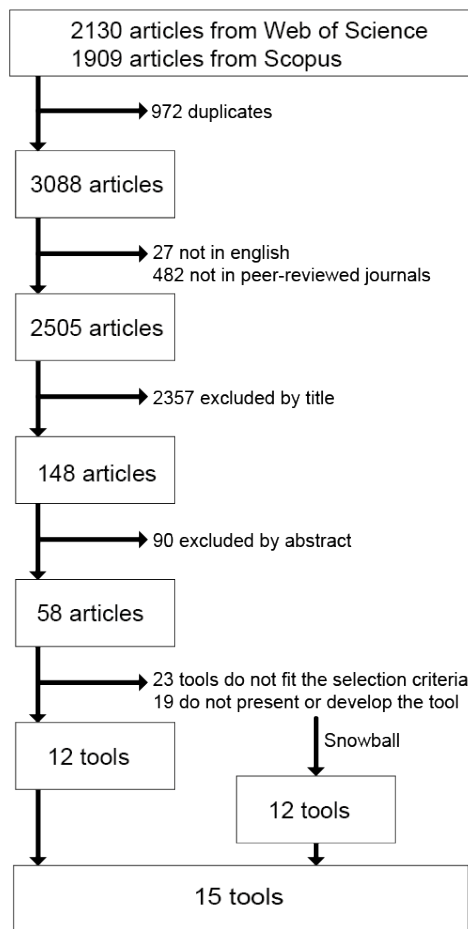 2130 articles from Web of Science
1909 articles from Scopus
972 duplicates
3088 articles
27 not in english
482 not in peer-reviewed journals
2505 articles
2357 excluded by title
148 articles
90 excluded by abstract
58 articles
23 tools do not fit the selection criteria
19 do not present or develop the tool
Snowball
12 tools
12 tools
15 tools